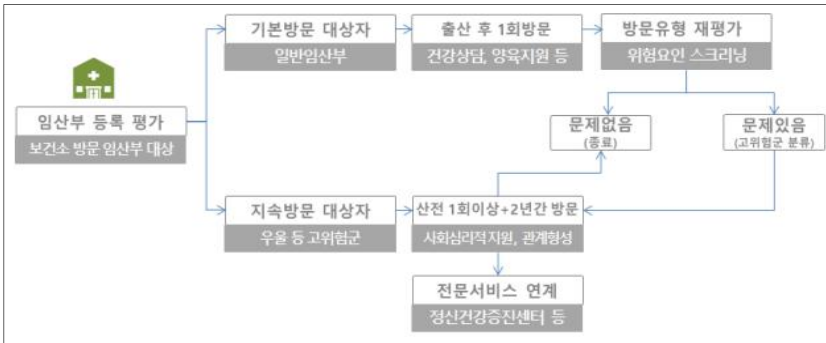 기본방문 대상자
일반임산부
출산 후 1회방문
건강상담, 양육지원 등
방문유형 재평가
위험요인 스크리닝
임산부 등록 평가
보건소 방문 임산부 대상
문제없음
(종료)
문제있음
(고위험군 분류)
지속방문 대상자
우울 등 고위험군
산전 1회이상+2년간 방문
사회심리적지원, 관계형성
전문서비스 연계
정신건강증진센터 등